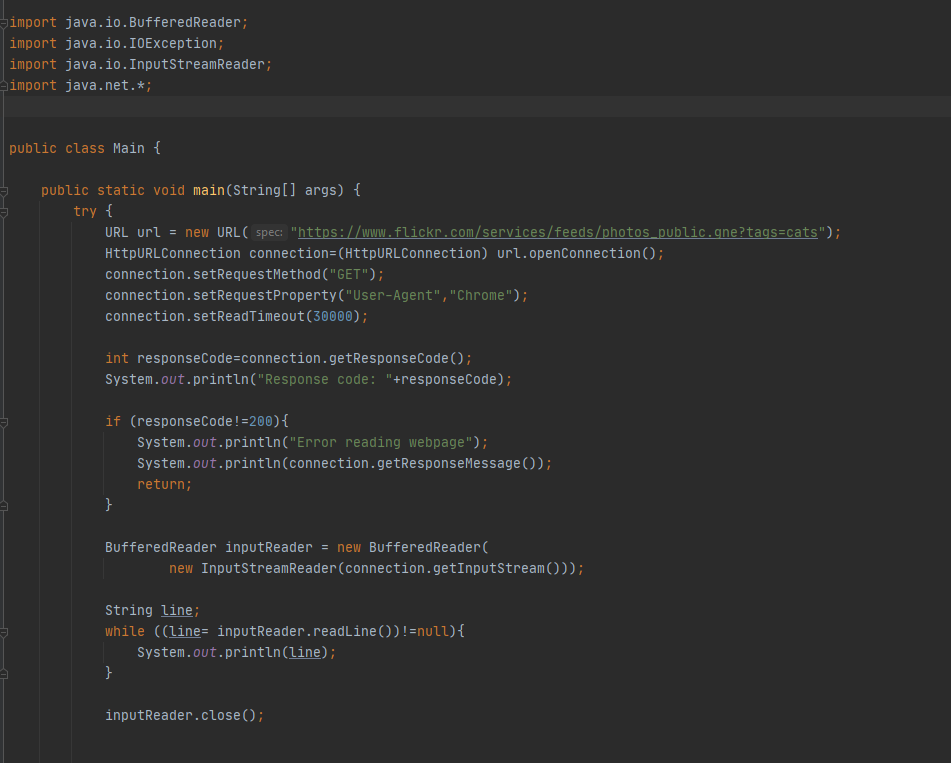 import java.io.BufferedReader;
import java.io.IOException;
import java.io.InputStreamReader;
import java.net.*;
public class Main {
public static void main(String[] args) {
try {
URL url = new URL( spec: "https://www.flickr.com/services/feeds/photos_public.gne?tags=cats");
HttpURLConnection connection=(HttpURLConnection) url.openConnection();
connection.setRequestMethod("GET");
connection.setRequestProperty("User-Agent","Chrome");
connection.setReadTimeout(30000);
int responseCode=connection.getResponseCode();
System.out.println("Response code: "+responseCode);
if (responseCode!=200){
System.out.println("Error reading webpage");
System.out.println(connection.getResponseMessage());
return;
}
BufferedReader inputReader = new BufferedReader(
new InputStreamReader(connection.getInputStream()));
String line;
while ((line= inputReader.readLine())!=null){
System.out.println(line);
}
inputReader.close();